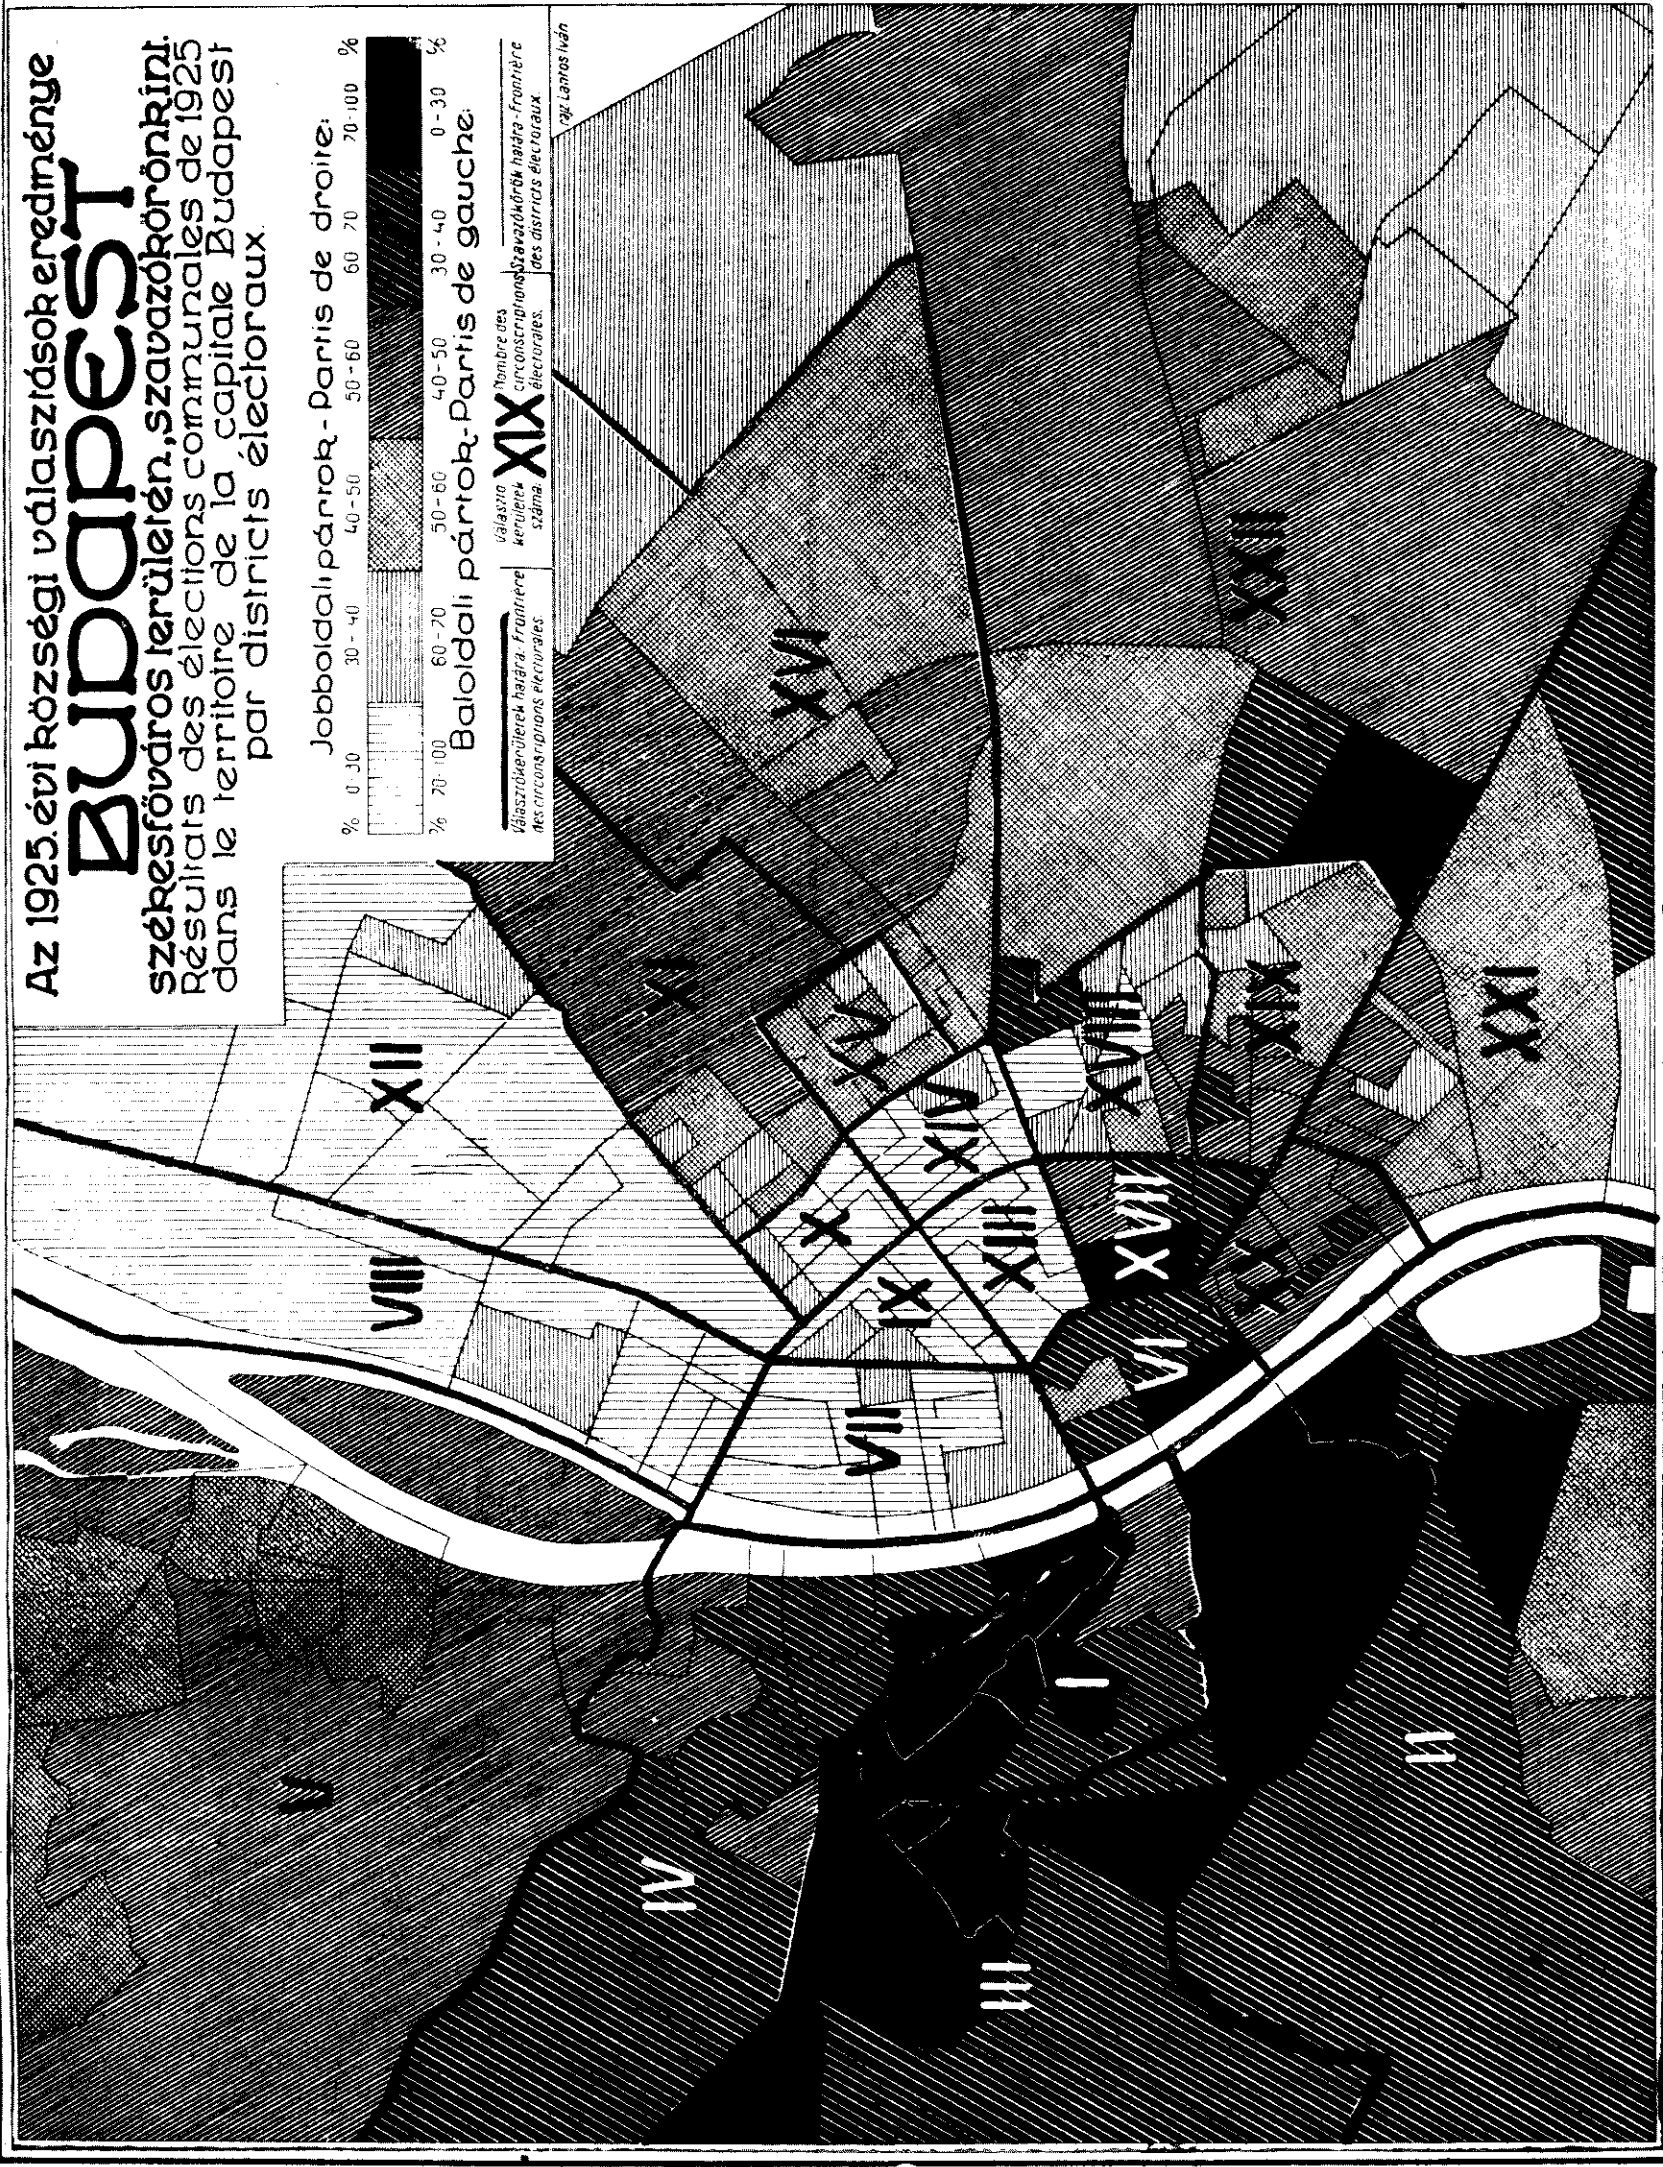 Az 1925. évi községi választások eredménye
BUDAPEST
székesfőváros területén, szavazókörönkint.
Résultats des élections communales de 1925
dans le territoire de la capitale Budapest
par districts électoraux.
Jobboldali pártok - Partis de droite:
% 0-30 30-40 40-50 50-60 60 70 70-100 %
% 70-100 60-70 50-60 40-50 30-40 0-30 %
Baloldali pártok - Partis de gauche:
Választókerületek határa. Frontière
des circonscriptions électorales.
Választó
kerületek
száma.
XIX
Nombre des
circonscriptions
électorales.
Szavazókörök határa - Frontière
des districts électoraux.
rajz Lantos Iván
XII
VIII
XI
XVI
V
XV
X
XIV
IX
XIII
VII
IV
XVIII
XVII
VI
I
III
XXII
XIX
XX
XXI
II